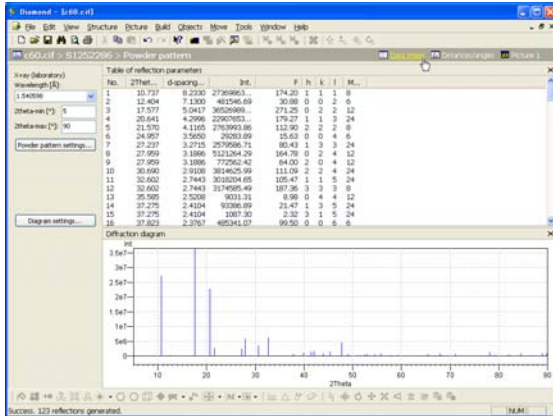 Diamond - [c60.cif]
File Edit View Structure Picture Build Objects Move Tools Window Help
c60.cif > 51252286 > Powder pattern
Data sheet Distances/angles Picture 1
X-ray (laboratory)
Wavelength [Å]:
1.540598
2theta-min [°]: 5
2theta-max [°]: 90
Powder pattern settings...
Diagram settings...
Table of reflection parameters
No. 2Thet... d-spacing... Int. F h k l M...
1 10.737 8.2330 27369863... 174.20 1 1 1 8
2 12.404 7.1300 481546.69 30.88 0 0 2 6
3 17.577 5.0417 36526989... 271.25 0 2 2 12
4 20.641 4.2996 22907653... 179.27 1 1 3 24
5 21.570 4.1165 2763993.86 112.90 2 2 2 8
6 24.957 3.5650 29283.89 15.63 0 0 4 6
7 27.237 3.2715 2579586.71 80.43 1 3 3 24
8 27.959 3.1886 5121264.29 164.78 0 2 4 12
9 27.959 3.1886 772562.42 64.00 2 0 4 12
10 30.690 2.9108 3814625.99 111.09 2 2 4 24
11 32.602 2.7443 3018204.65 105.47 1 1 5 24
12 32.602 2.7443 3174585.49 187.36 3 3 3 8
13 35.585 2.5208 9031.31 8.98 0 4 4 12
14 37.275 2.4104 93386.89 21.47 1 3 5 24
15 37.275 2.4104 1087.30 2.32 3 1 5 24
16 37.823 2.3767 485341.07 99.50 0 0 6 6
Diffraction diagram
Int
3.5e7
3e7
2.5e7
2e7
1.5e7
1e7
5e6
0
10 20 30 40 50 60 70 80 90
2Theta
Success. 123 reflections generated.
NUM